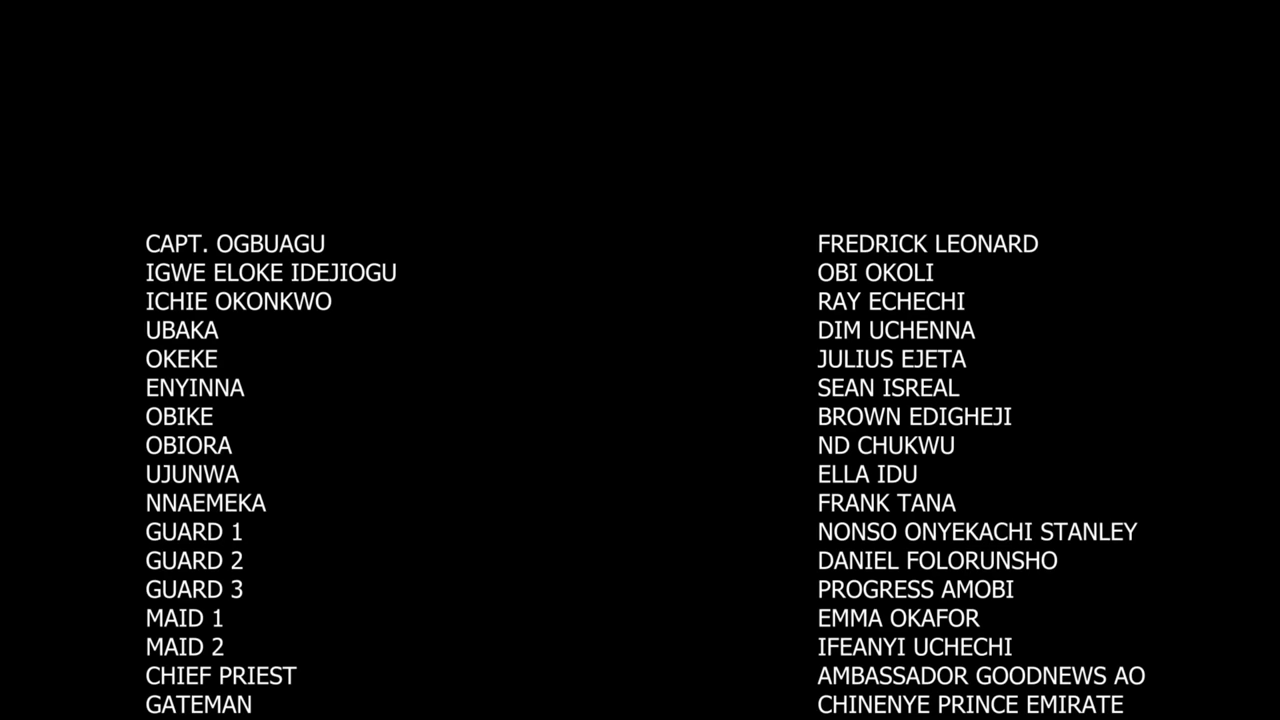 CAPT. OGBUAGU FREDRICK LEONARD
IGWE ELOKE IDEJIOGU OBI OKOLI
ICHIE OKONKWO RAY ECHECHI
UBAKA DIM UCHENNA
OKEKE JULIUS EJETA
ENYINNA SEAN ISREAL
OBIKE BROWN EDIGHEJI
OBIORA ND CHUKWU
UJUNWA ELLA IDU
NNAEMEKA FRANK TANA
GUARD 1 NONSO ONYEKACHI STANLEY
GUARD 2 DANIEL FOLORUNSHO
GUARD 3 PROGRESS AMOBI
MAID 1 EMMA OKAFOR
MAID 2 IFEANYI UCHECHI
CHIEF PRIEST AMBASSADOR GOODNEWS AO
GATEMAN CHINENYE PRINCE EMIRATE